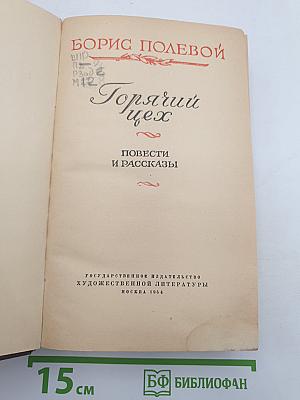 БОРИС ПОЛЕВОЙ
Горячий
цех
ПОВЕСТИ
И РАССКАЗЫ
ГОСУДАРСТВЕННОЕ ИЗДАТЕЛЬСТВО
ХУДОЖЕСТВЕННОЙ ЛИТЕРАТУРЫ
МОСКВА 1954
15 см
БФ БИБЛИОФАН